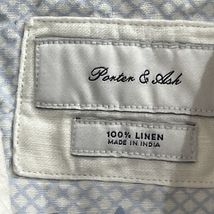 Porter & Ash
100% LINEN
MADE IN INDIA